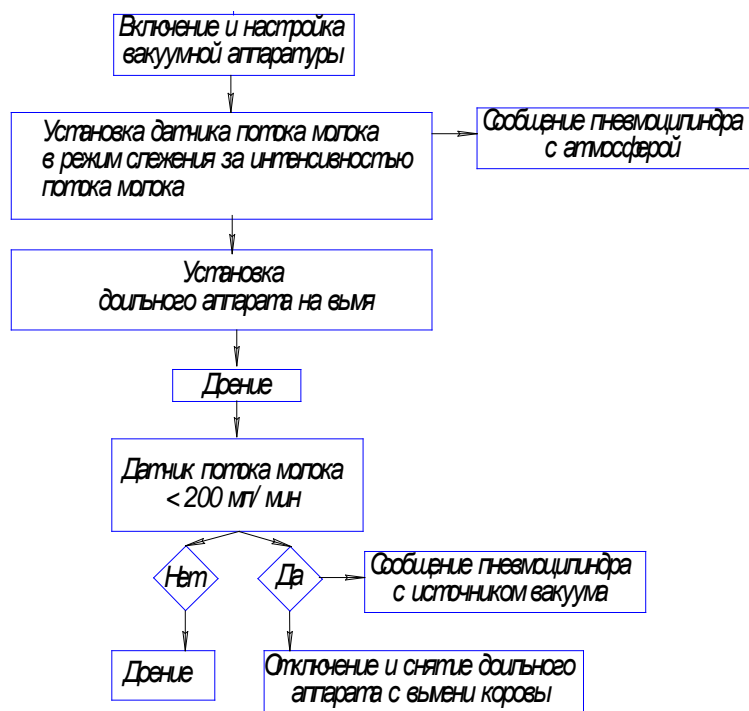 Включение и настройка
вакуумной аппаратуры
Установка датчика потока молока
в режим слежения за интенсивностью
потока молока
Сообщение пневмоцилиндра
с атмосферой
Установка
доильного аппарата на вымя
Доение
Датчик потока молока
< 200 мл/ мин
Нет
Да
Сообщение пневмоцилиндра
с источником вакуума
Доение
Отключение и снятие доильного
аппарата с вымени коровы